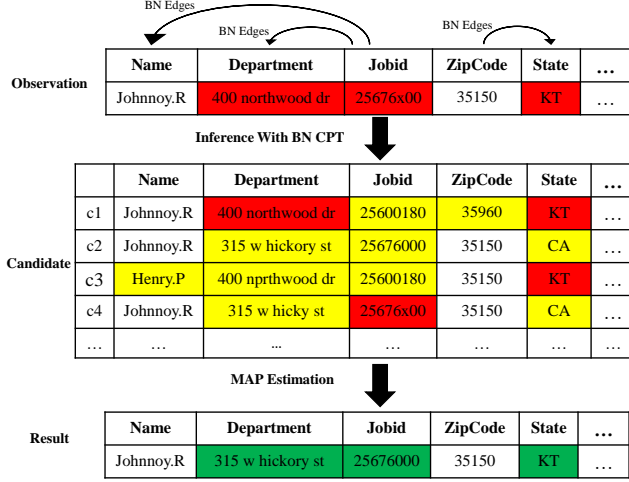 BN Edges
BN Edges BN Edges
Observation
Name Department Jobid ZipCode State ...
Johnnoy.R 400 northwood dr 25676x00 35150 KT ...
Inference With BN CPT
Candidate
Name Department Jobid ZipCode State ...
c1 Johnnoy.R 400 northwood dr 25600180 35960 KT ...
c2 Johnnoy.R 315 w hickory st 25676000 35150 CA ...
c3 Henry.P 400 nprthwood dr 25600180 35150 KT ...
c4 Johnnoy.R 315 w hicky st 25676x00 35150 CA ...
... ... ... ... ... ... ...
MAP Estimation
Result
Name Department Jobid ZipCode State ...
Johnnoy.R 315 w hickory st 25676000 35150 KT ...